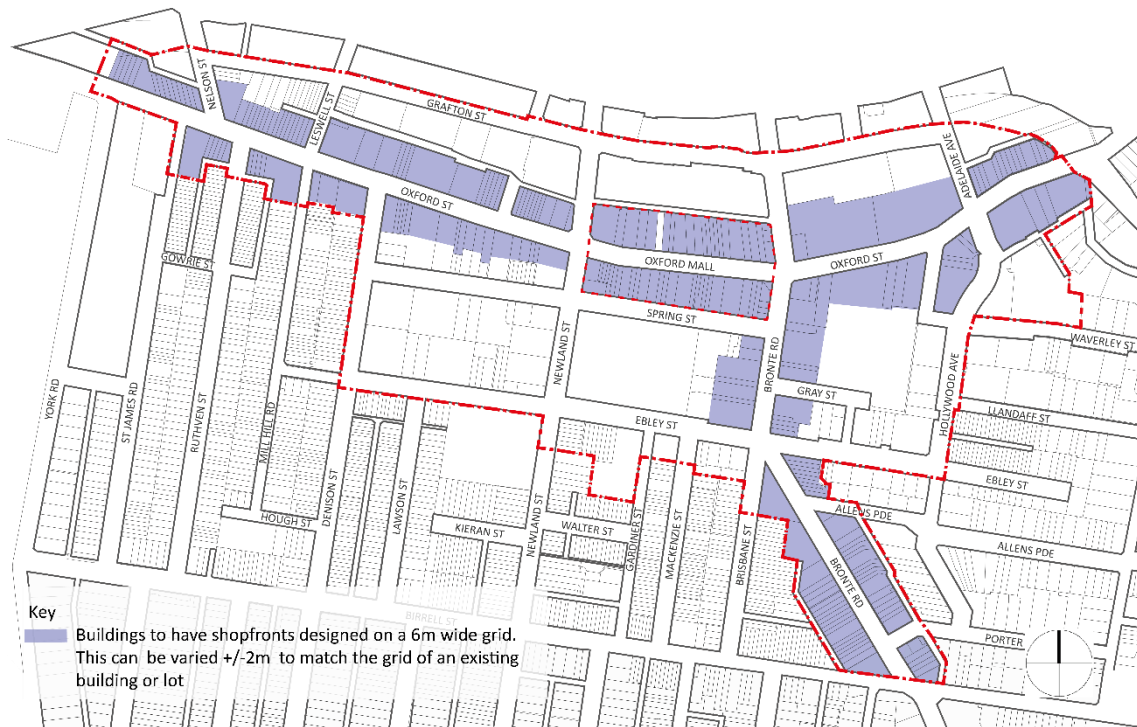 NELSON ST
LESWELL ST
GRAFTON ST
ADELAIDE AVE
OXFORD ST
OXFORD MALL
OXFORD ST
GOWRIE ST
SPRING ST
NEWLAND ST
BRONTE RD
WAVERLEY ST
HOLLYWOOD AVE
GRAY ST
LLANDAFF ST
YORK RD
ST JAMES RD
RUTHVEN ST
MILL HILL RD
EBLEY ST
EBLEY ST
DENISON ST
LAWSON ST
ALLENS PDE
HOUGH ST
KIERAN ST
NEWLAND ST
WALTER ST
GARDINER ST
MACKENZIE ST
BRISBANE ST
ALLENS PDE
BRONTE RD
BIRRELL ST
PORTER
Key
Buildings to have shopfronts designed on a 6m wide grid.
This can be varied +/-2m to match the grid of an existing
building or lot